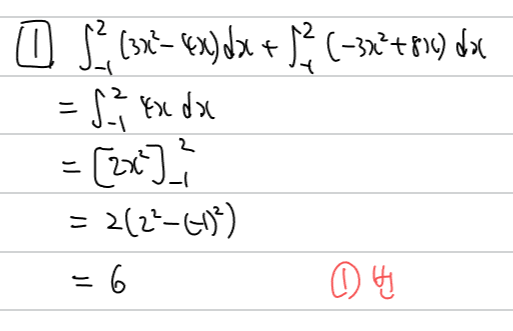 1 ∫₋₁² (3x²-4x)dx + ∫₋₁² (-3x²+8x) dx
= ∫₋₁² 4x dx
= [2x²]₋₁²
= 2(2²-(-1)²)
= 6 ① 번